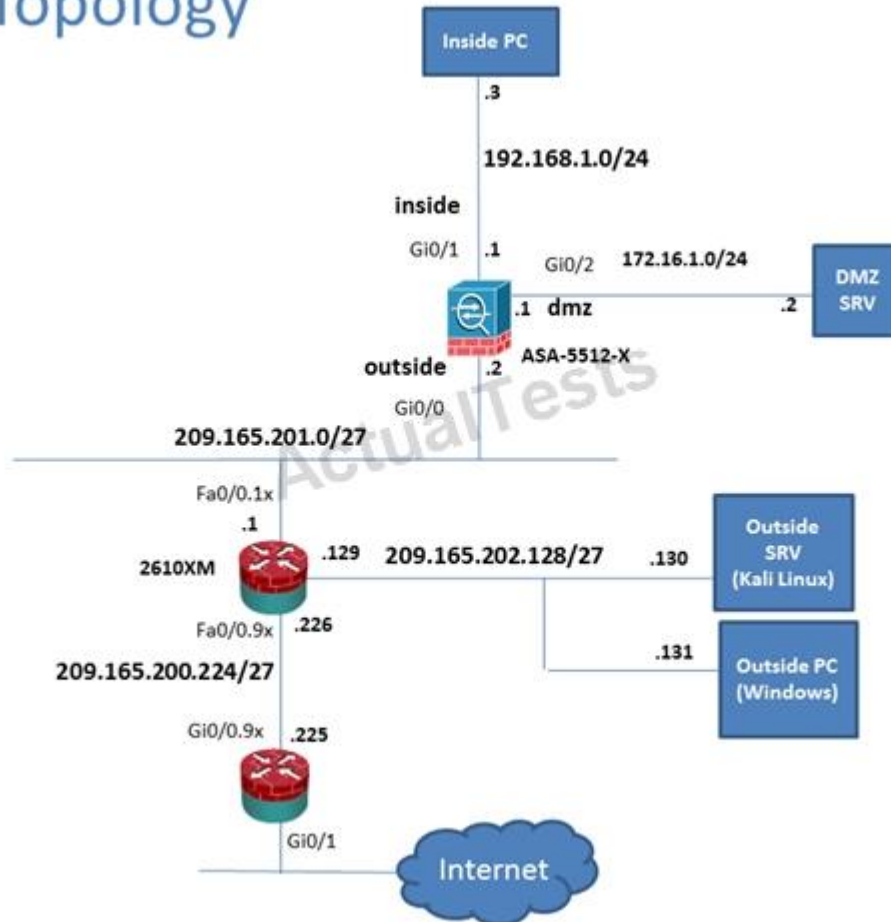 Topology
Inside PC
.3
192.168.1.0/24
inside
Gi0/1 .1
Gi0/2 172.16.1.0/24
DMZ
SRV
.1 dmz .2
ASA-5512-X
outside .2
Gi0/0
ActualTests
209.165.201.0/27
Fa0/0.1x
.1
2610XM .129 209.165.202.128/27 .130
Outside
SRV
(Kali Linux)
Fa0/0.9x .226
209.165.200.224/27
.131
Outside PC
(Windows)
Gi0/0.9x .225
Gi0/1
Internet